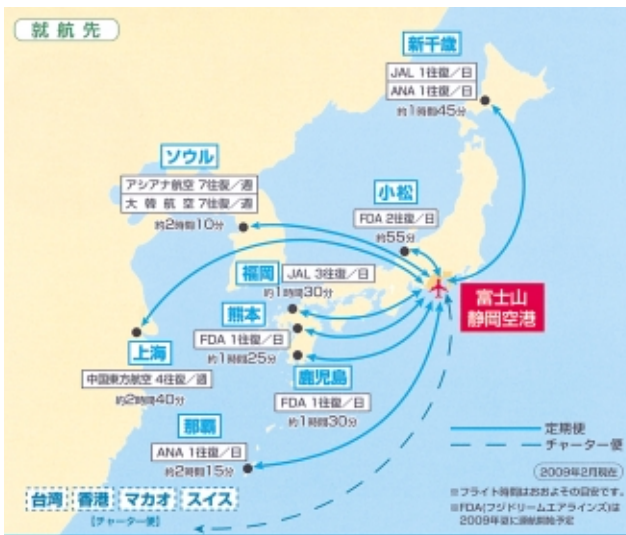 就航先
新千歳
JAL 1往復／日
ANA 1往復／日
約1時間45分
ソウル
アシアナ航空 7往復／週
大韓航空 7往復／週
約2時間10分
小松
FDA 2往復／日
約55分
福岡
JAL 3往復／日
約1時間30分
熊本
FDA 1往復／日
約1時間25分
富士山
静岡空港
上海
中国東方航空 4往復／週
約2時間40分
鹿児島
FDA 1往復／日
約1時間30分
那覇
ANA 1往復／日
約2時間15分
定期便
チャーター便
2009年2月現在
台湾 香港 マカオ スイス
【チャーター便】
※フライト時間はおおよその目安です。
※FDA(フジドリームエアラインズ)は
2009年夏に就航開始予定